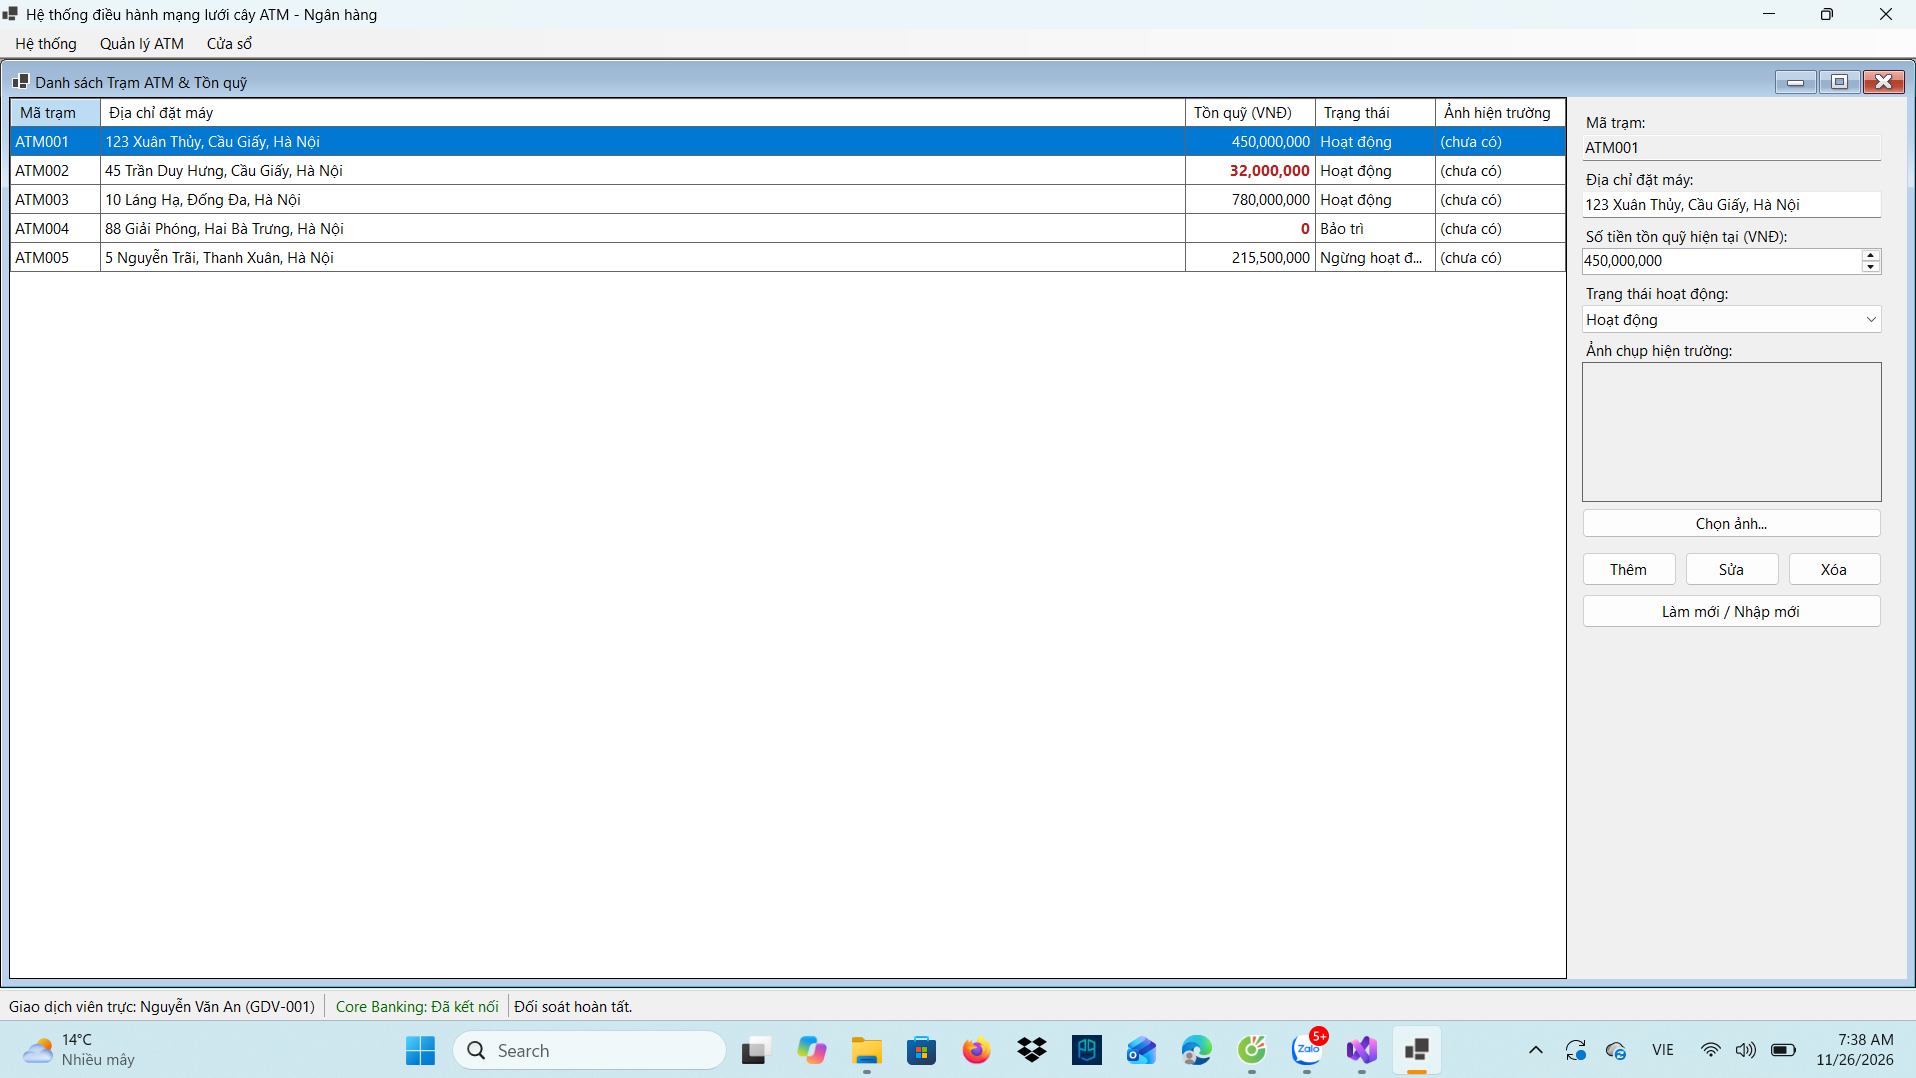 Hệ thống điều hành mạng lưới cây ATM - Ngân hàng
Hệ thống Quản lý ATM Cửa sổ
Danh sách Trạm ATM & Tồn quỹ
Mã trạm Địa chỉ đặt máy Tồn quỹ (VNĐ) Trạng thái Ảnh hiện trường
ATM001 123 Xuân Thủy, Cầu Giấy, Hà Nội 450,000,000 Hoạt động (chưa có)
ATM002 45 Trần Duy Hưng, Cầu Giấy, Hà Nội 32,000,000 Hoạt động (chưa có)
ATM003 10 Láng Hạ, Đống Đa, Hà Nội 780,000,000 Hoạt động (chưa có)
ATM004 88 Giải Phóng, Hai Bà Trưng, Hà Nội 0 Bảo trì (chưa có)
ATM005 5 Nguyễn Trãi, Thanh Xuân, Hà Nội 215,500,000 Ngừng hoạt đ... (chưa có)
Mã trạm:
ATM001
Địa chỉ đặt máy:
123 Xuân Thủy, Cầu Giấy, Hà Nội
Số tiền tồn quỹ hiện tại (VNĐ):
450,000,000
Trạng thái hoạt động:
Hoạt động
Ảnh chụp hiện trường:
Chọn ảnh...
Thêm Sửa Xóa
Làm mới / Nhập mới
Giao dịch viên trực: Nguyễn Văn An (GDV-001) Core Banking: Đã kết nối Đối soát hoàn tất.
14°C
Nhiều mây
Search
Zalo
5+
VIE
7:38 AM
11/26/2026